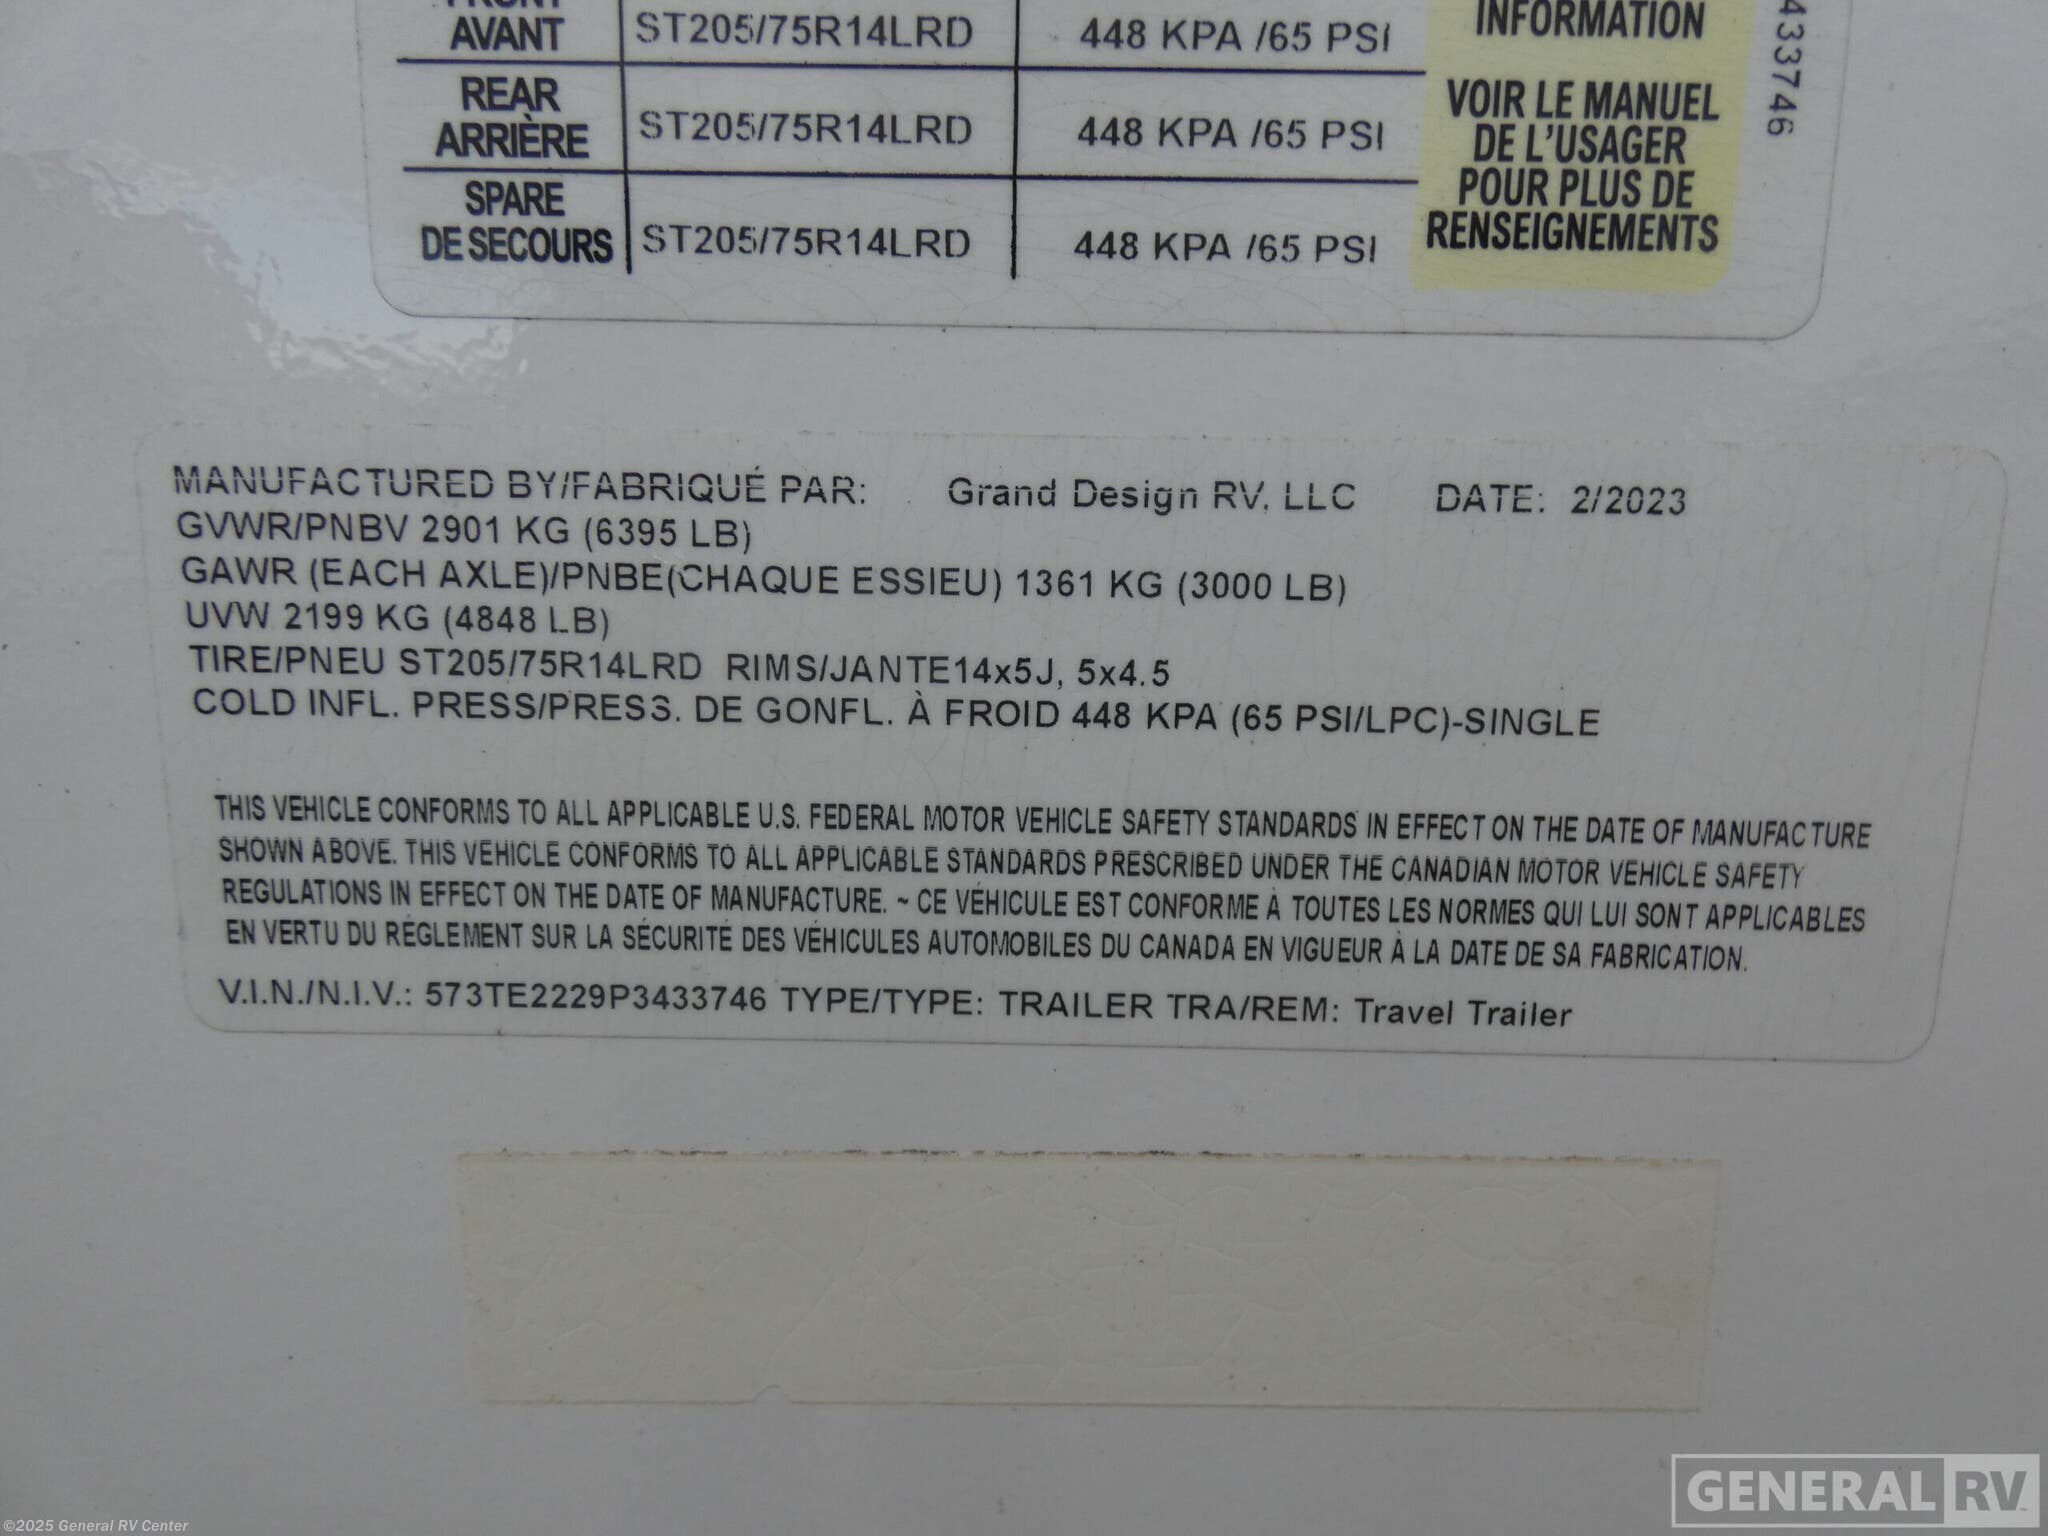 FRONT
AVANT ST205/75R14LRD 448 KPA /65 PSI
INFORMATION
REAR
ARRIÈRE ST205/75R14LRD 448 KPA /65 PSI
SPARE
DE SECOURS ST205/75R14LRD 448 KPA /65 PSI
VOIR LE MANUEL
DE L'USAGER
POUR PLUS DE
RENSEIGNEMENTS
433746
MANUFACTURED BY/FABRIQUÉ PAR: Grand Design RV, LLC DATE: 2/2023
GVWR/PNBV 2901 KG (6395 LB)
GAWR (EACH AXLE)/PNBE(CHAQUE ESSIEU) 1361 KG (3000 LB)
UVW 2199 KG (4848 LB)
TIRE/PNEU ST205/75R14LRD RIMS/JANTE14x5J, 5x4.5
COLD INFL. PRESS/PRESS. DE GONFL. À FROID 448 KPA (65 PSI/LPC)-SINGLE
THIS VEHICLE CONFORMS TO ALL APPLICABLE U.S. FEDERAL MOTOR VEHICLE SAFETY STANDARDS IN EFFECT ON THE DATE OF MANUFACTURE
SHOWN ABOVE. THIS VEHICLE CONFORMS TO ALL APPLICABLE STANDARDS PRESCRIBED UNDER THE CANADIAN MOTOR VEHICLE SAFETY
REGULATIONS IN EFFECT ON THE DATE OF MANUFACTURE. ~ CE VÉHICULE EST CONFORME À TOUTES LES NORMES QUI LUI SONT APPLICABLES
EN VERTU DU RÉGLEMENT SUR LA SÉCURITÉ DES VÉHICULES AUTOMOBILES DU CANADA EN VIGUEUR À LA DATE DE SA FABRICATION.
V.I.N./N.I.V.: 573TE2229P3433746 TYPE/TYPE: TRAILER TRA/REM: Travel Trailer
GENERAL RV
©2025 General RV Center